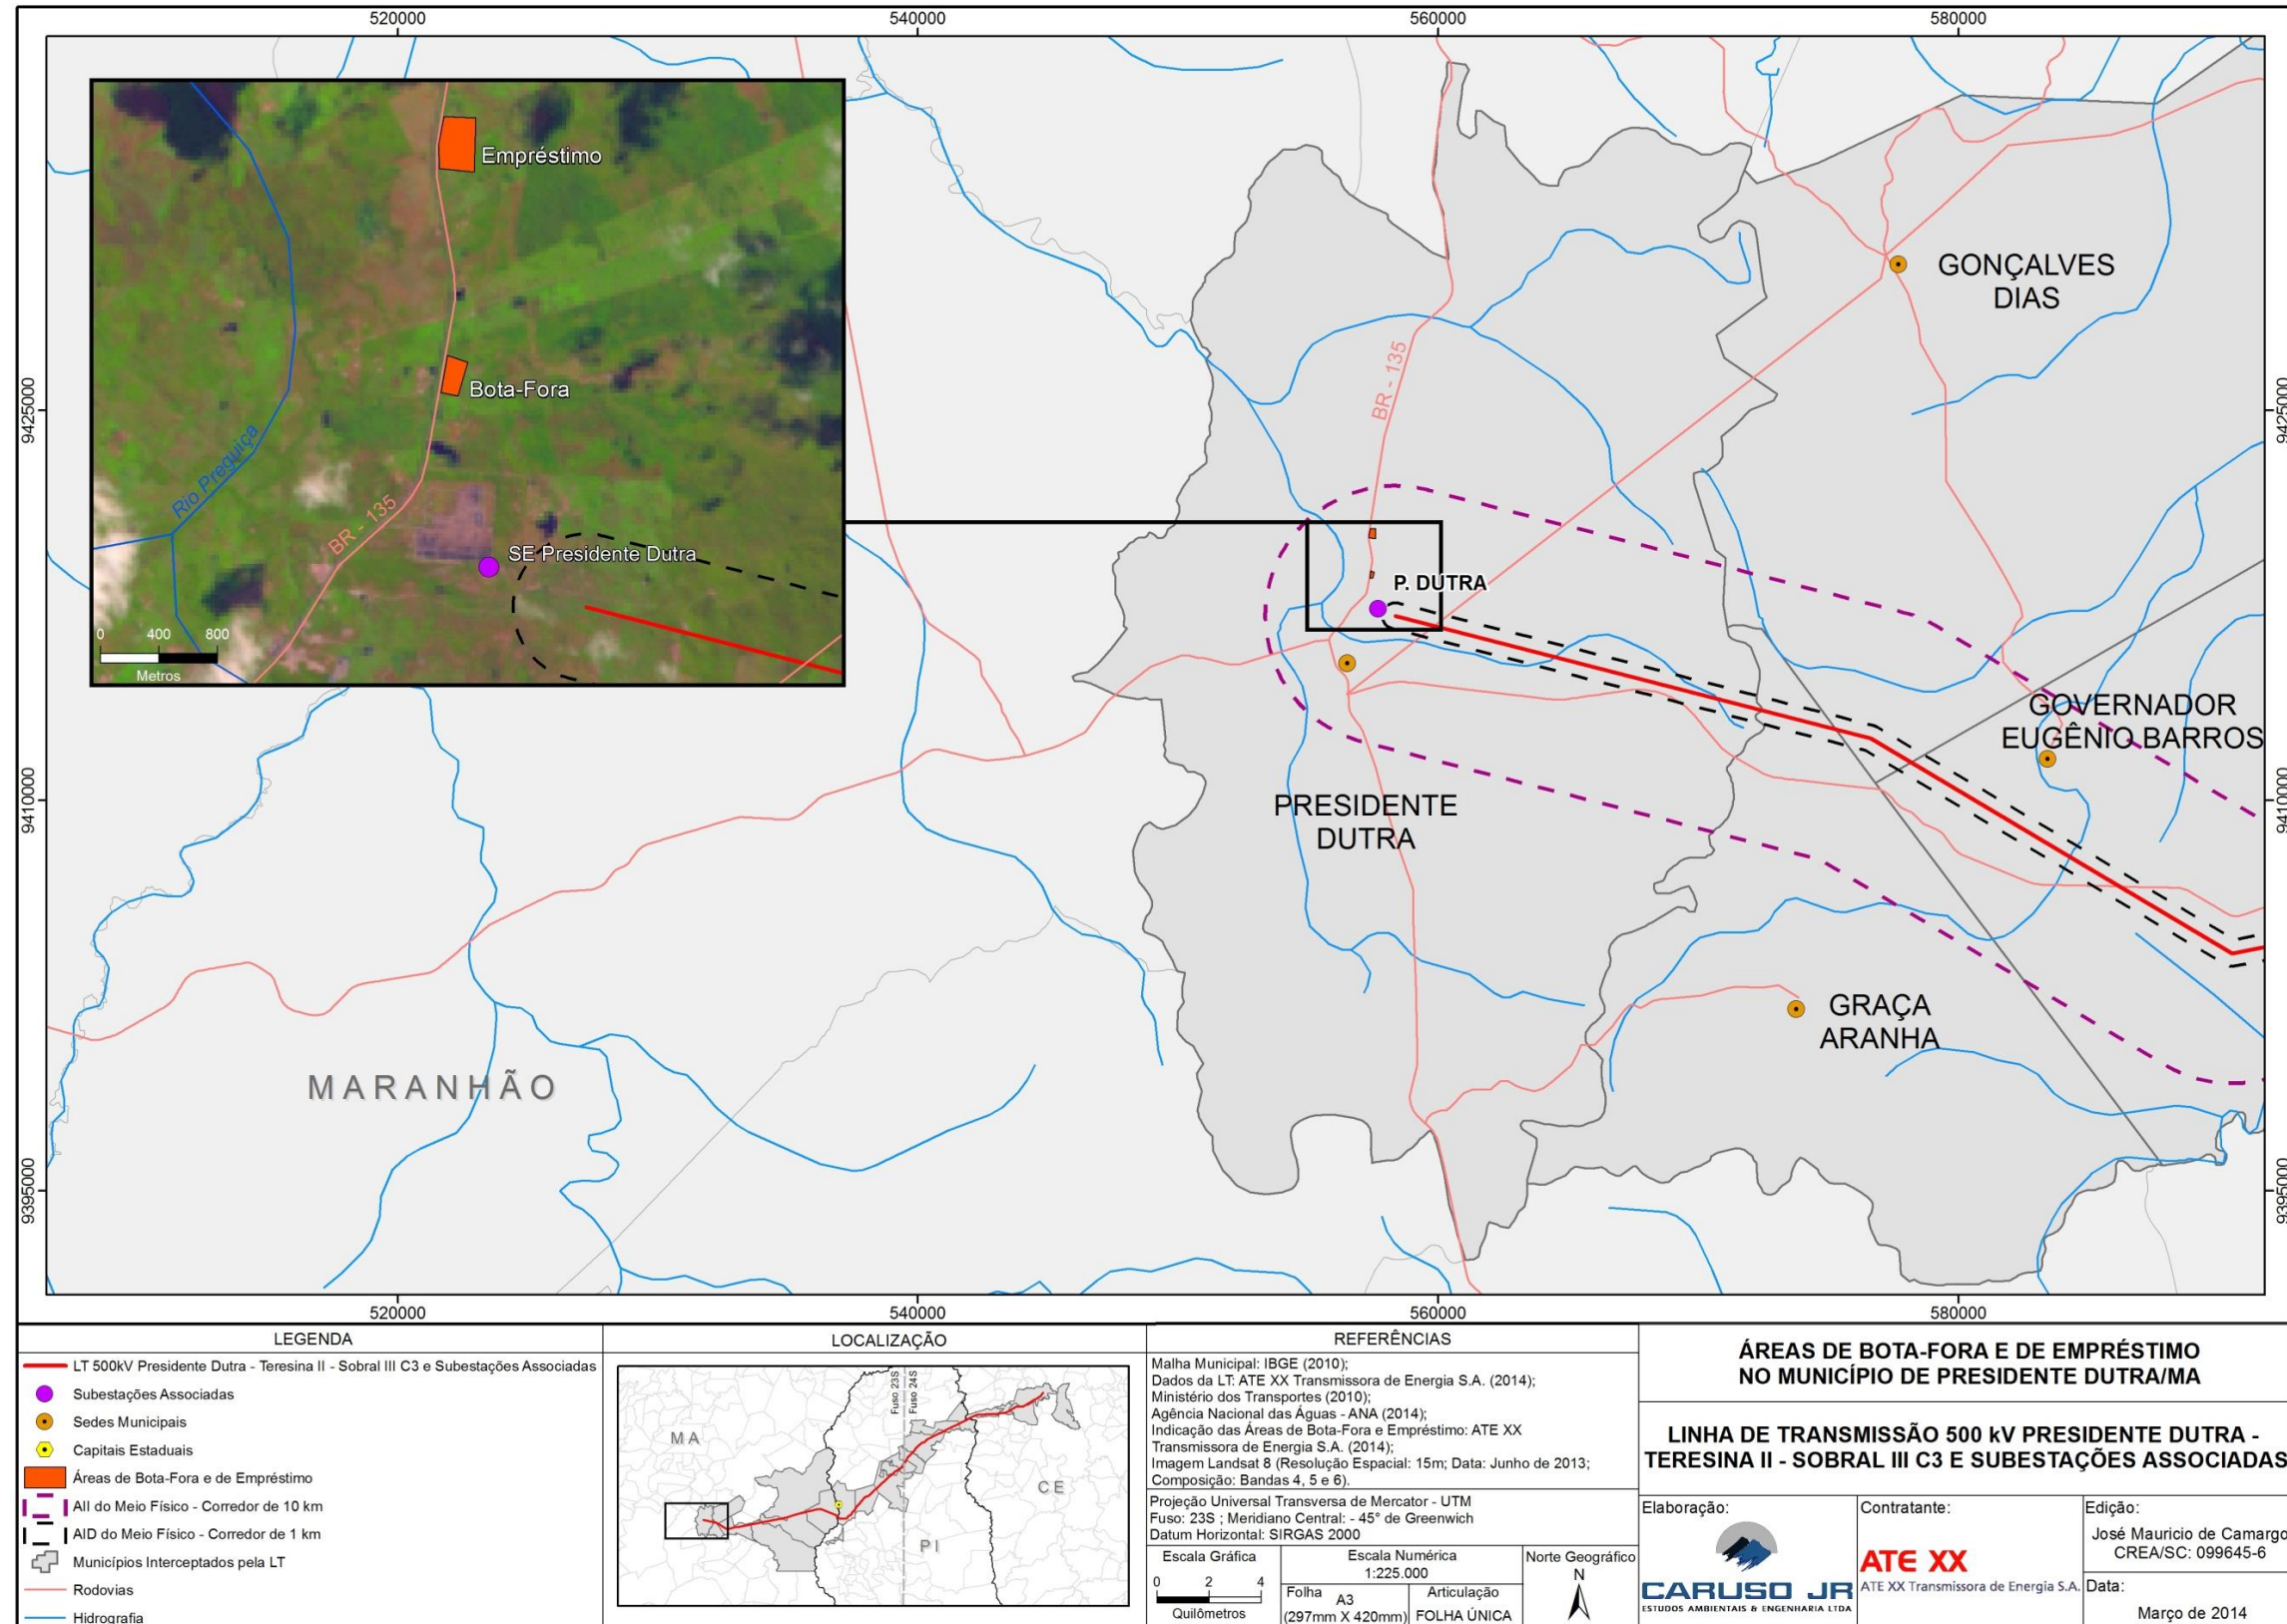 520000
540000
560000
580000
9425000
9410000
9395000
9425000
9410000
9395000
520000
540000
560000
580000
Empréstimo
Bota-Fora
Rio Preguiça
BR - 135
SE Presidente Dutra
0 400 800
Metros
BR - 135
P. DUTRA
GONÇALVES
DIAS
GOVERNADOR
EUGÊNIO BARROS
PRESIDENTE
DUTRA
GRAÇA
ARANHA
MARANHÃO
LEGENDA
LT 500kV Presidente Dutra - Teresina II - Sobral III C3 e Subestações Associadas
Subestações Associadas
Sedes Municipais
Capitais Estaduais
Áreas de Bota-Fora e de Empréstimo
AII do Meio Físico - Corredor de 10 km
AID do Meio Físico - Corredor de 1 km
Municípios Interceptados pela LT
Rodovias
Hidrografia
LOCALIZAÇÃO
Fuso 23S
Fuso 24S
MA
PI
CE
REFERÊNCIAS
Malha Municipal: IBGE (2010);
Dados da LT: ATE XX Transmissora de Energia S.A. (2014);
Ministério dos Transportes (2010);
Agência Nacional das Águas - ANA (2014);
Indicação das Áreas de Bota-Fora e Empréstimo: ATE XX
Transmissora de Energia S.A. (2014);
Imagem Landsat 8 (Resolução Espacial: 15m; Data: Junho de 2013;
Composição: Bandas 4, 5 e 6).
Projeção Universal Transversa de Mercator - UTM
Fuso: 23S ; Meridiano Central: - 45° de Greenwich
Datum Horizontal: SIRGAS 2000
Escala Gráfica
0 2 4
Quilômetros
Escala Numérica
1:225.000
Folha
A3
(297mm X 420mm)
Articulação
FOLHA ÚNICA
Norte Geográfico
N
ÁREAS DE BOTA-FORA E DE EMPRÉSTIMO
NO MUNICÍPIO DE PRESIDENTE DUTRA/MA
LINHA DE TRANSMISSÃO 500 kV PRESIDENTE DUTRA -
TERESINA II - SOBRAL III C3 E SUBESTAÇÕES ASSOCIADAS
Elaboração:
CARUSO JR
ESTUDOS AMBIENTAIS & ENGENHARIA LTDA
Contratante:
ATE XX
ATE XX Transmissora de Energia S.A.
Edição:
José Mauricio de Camargo
CREA/SC: 099645-6
Data:
Março de 2014